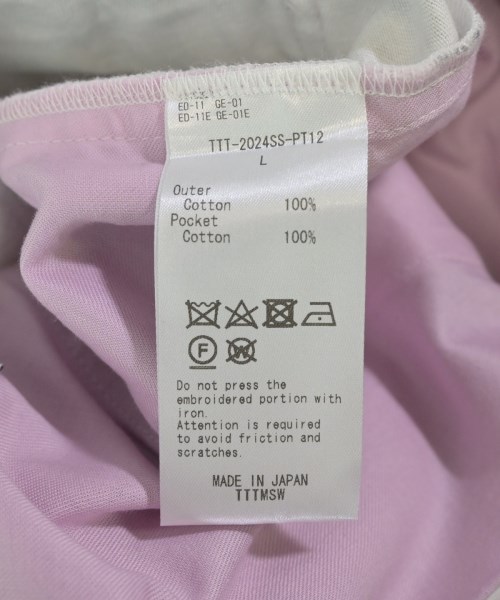 ED-11 GE-01
ED-11E GE-01E
TTT-2024SS-PT12
L
Outer
Cotton 100%
Pocket
Cotton 100%
F
W
Do not press the
embroidered portion with
iron.
Attention is required
to avoid friction and
scratches.
MADE IN JAPAN
TTTMSW